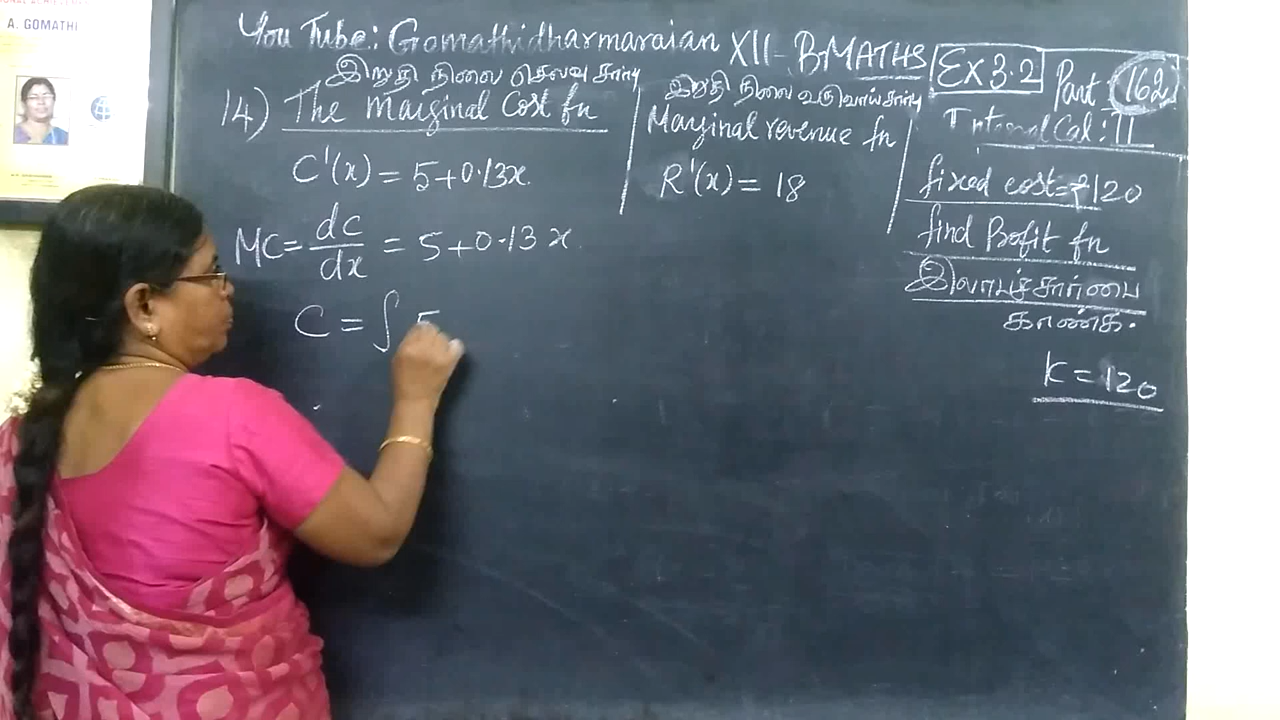 A. GOMATHI
You Tube: Gomathidharmaraian XII - BMATHS
Ex 3.2
Part : 162
Integral Cal : II
இறுதி நிலை செலவு சார்பு
14) The Marginal Cost fn
C'(x) = 5+0.13x.
இறுதி நிலை வருவாய்சார்பு
Marginal revenue fn
R'(x) = 18
fixed cost=₹120
find Profit fn
இலாபச்சார்பை
காண்க.
K = 120
MC = dc/dx = 5+0.13 x.
C = ∫ 5